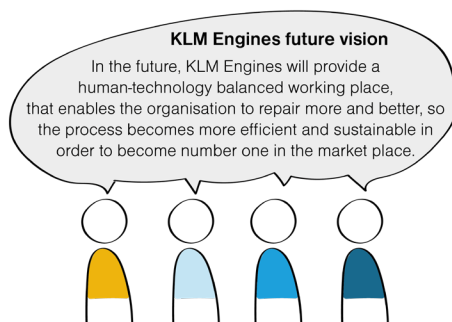 KLM Engines future vision
In the future, KLM Engines will provide a
human-technology balanced working place,
that enables the organisation to repair more and better, so
the process becomes more efficient and sustainable in
order to become number one in the market place.